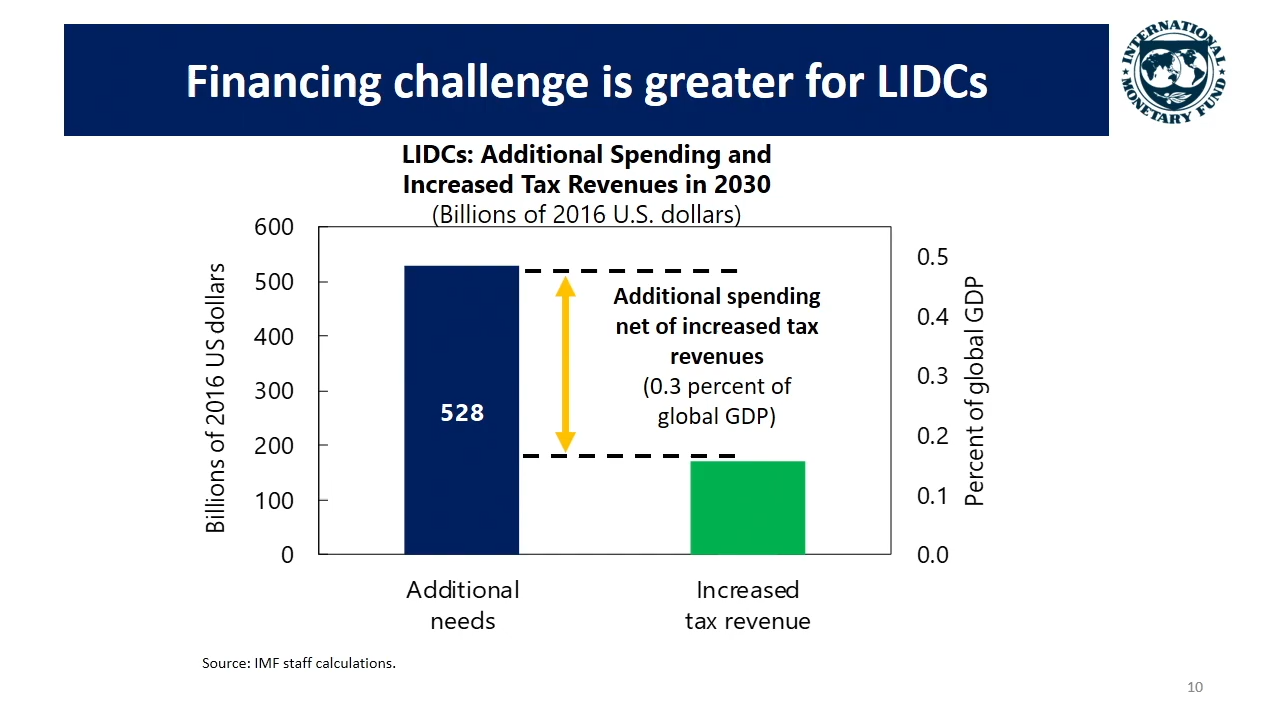 Financing challenge is greater for LIDCs
INTERNATIONAL MONETARY FUND
LIDCs: Additional Spending and
Increased Tax Revenues in 2030
(Billions of 2016 U.S. dollars)
Billions of 2016 US dollars
600
500
400
300
200
100
0
528
Additional spending
net of increased tax
revenues
(0.3 percent of
global GDP)
0.5
0.4
0.3
0.2
0.1
0.0
Percent of global GDP
Additional
needs
Increased
tax revenue
Source: IMF staff calculations.
10